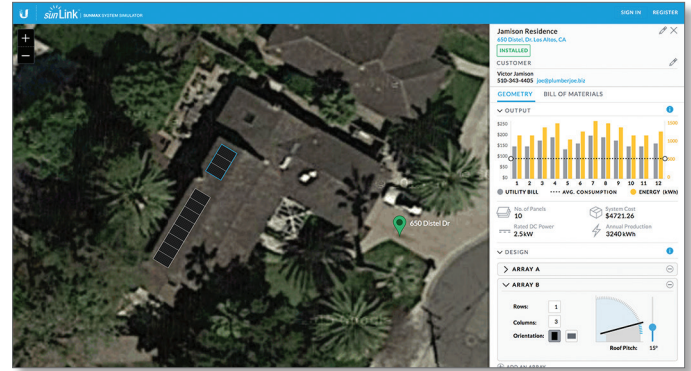 U sunLink | SUNMAX SYSTEM SIMULATOR
SIGN IN REGISTER
+
−
650 Distel Dr
Jamison Residence
650 Distel, Dr. Los Altos, CA
INSTALLED
CUSTOMER
Victor Jamison
510-343-4405 joe@plumberjoe.biz
GEOMETRY BILL OF MATERIALS
OUTPUT
$250
$200
$150
$100
$50
$0
1500
1000
500
0
1 2 3 4 5 6 7 8 9 10 11 12
UTILITY BILL AVG. CONSUMPTION ENERGY (kWh)
No. of Panels
10
System Cost
$4721.26
Rated DC Power
2.5kW
Annual Production
3240 kWh
DESIGN
ARRAY A
ARRAY B
Rows: 1
Columns: 3
Orientation:
Roof Pitch: 15°
ADD AN ARRAY